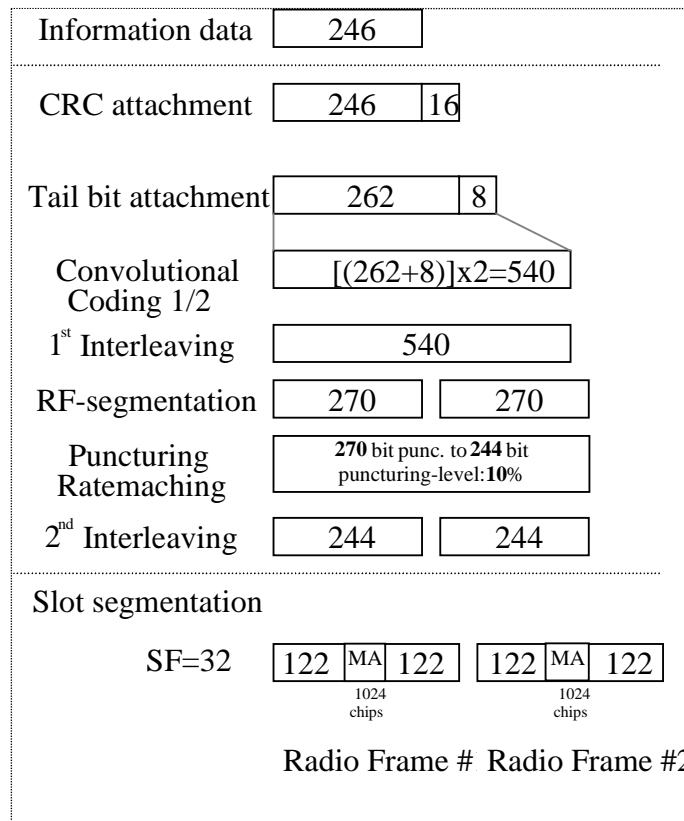 Information data 246
CRC attachment 246 16
Tail bit attachment 262 8
Convolutional
Coding 1/2
[(262+8)]x2=540
1st Interleaving 540
RF-segmentation 270 270
Puncturing
Ratemaching
270 bit punc. to 244 bit
puncturing-level:10%
2nd Interleaving 244 244
Slot segmentation
SF=32 122 MA 122 122 MA 122
1024
chips
1024
chips
Radio Frame # Radio Frame #2